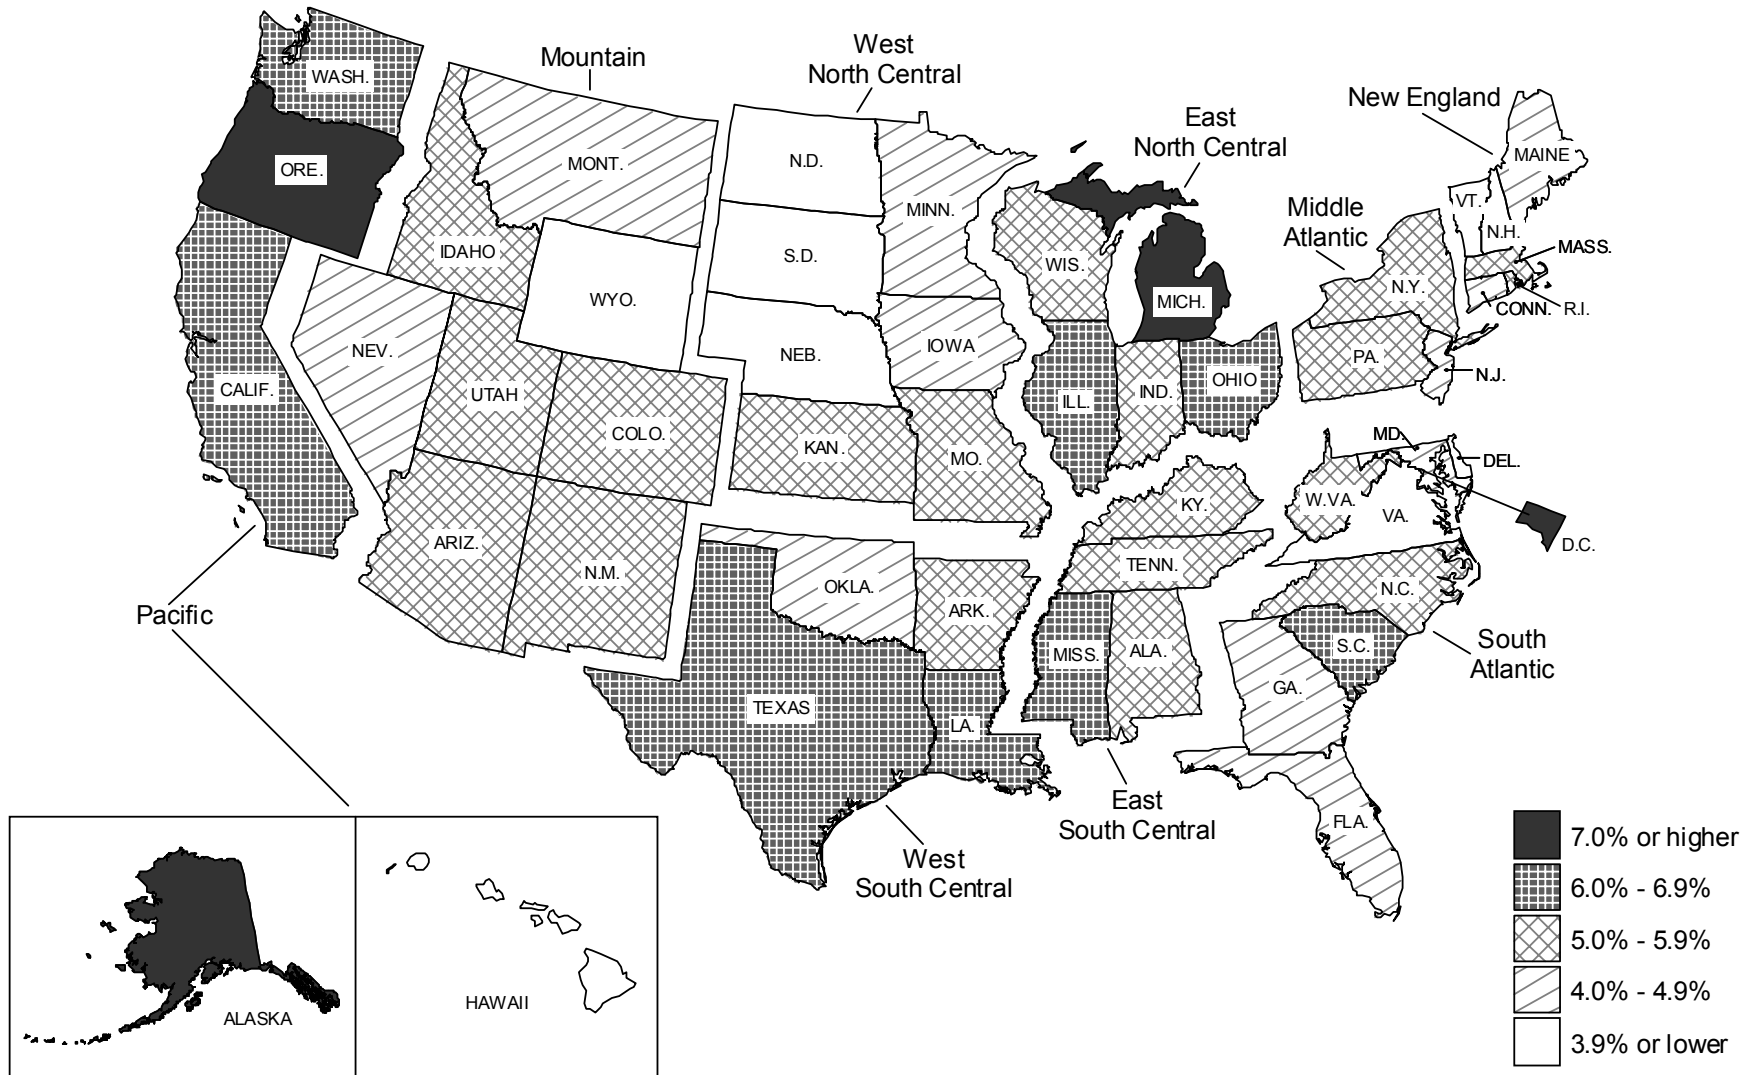 West
North Central
Mountain
WASH.
New England
East
North Central
MONT.
N.D.
MAINE
ORE.
MINN.
VT.
Middle
Atlantic
N.H.
MASS.
IDAHO
S.D.
WIS.
N.Y.
WYO.
MICH.
CONN.
R.I.
NEV.
NEB.
IOWA
PA.
N.J.
CALIF.
UTAH
ILL.
IND.
OHIO
COLO.
KAN.
MO.
MD.
DEL.
W.VA.
KY.
VA.
ARIZ.
D.C.
N.M.
OKLA.
TENN.
N.C.
ARK.
Pacific
MISS.
ALA.
S.C.
South
Atlantic
GA.
TEXAS
LA.
East
South Central
FLA.
West
South Central
7.0% or higher
6.0% - 6.9%
5.0% - 5.9%
4.0% - 4.9%
3.9% or lower
ALASKA
HAWAII